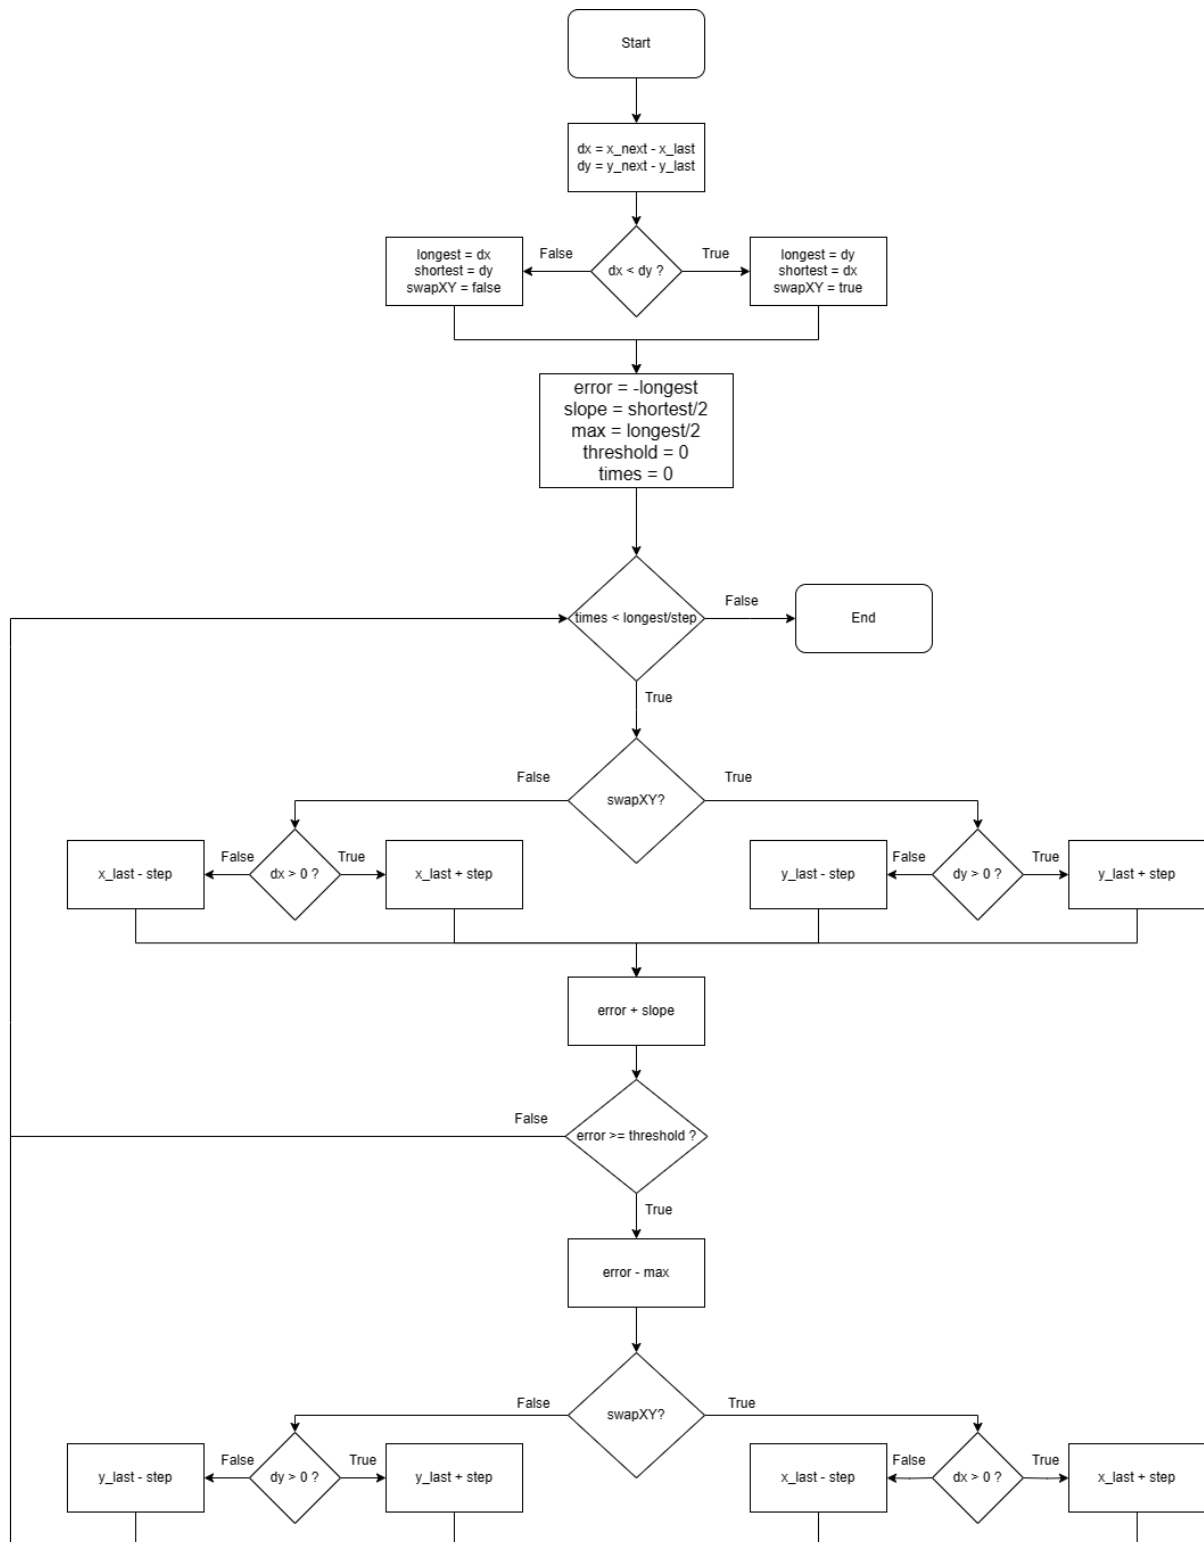 Start
dx = x_next - x_last
dy = y_next - y_last
False
True
longest = dx
shortest = dy
swapXY = false
dx < dy ?
longest = dy
shortest = dx
swapXY = true
error = -longest
slope = shortest/2
max = longest/2
threshold = 0
times = 0
times < longest/step
False
End
True
False
True
swapXY?
x_last - step
False
dx > 0 ?
True
x_last + step
y_last - step
False
dy > 0 ?
True
y_last + step
error + slope
False
error >= threshold ?
True
error - max
False
True
swapXY?
y_last - step
False
dy > 0 ?
True
y_last + step
x_last - step
False
dx > 0 ?
True
x_last + step